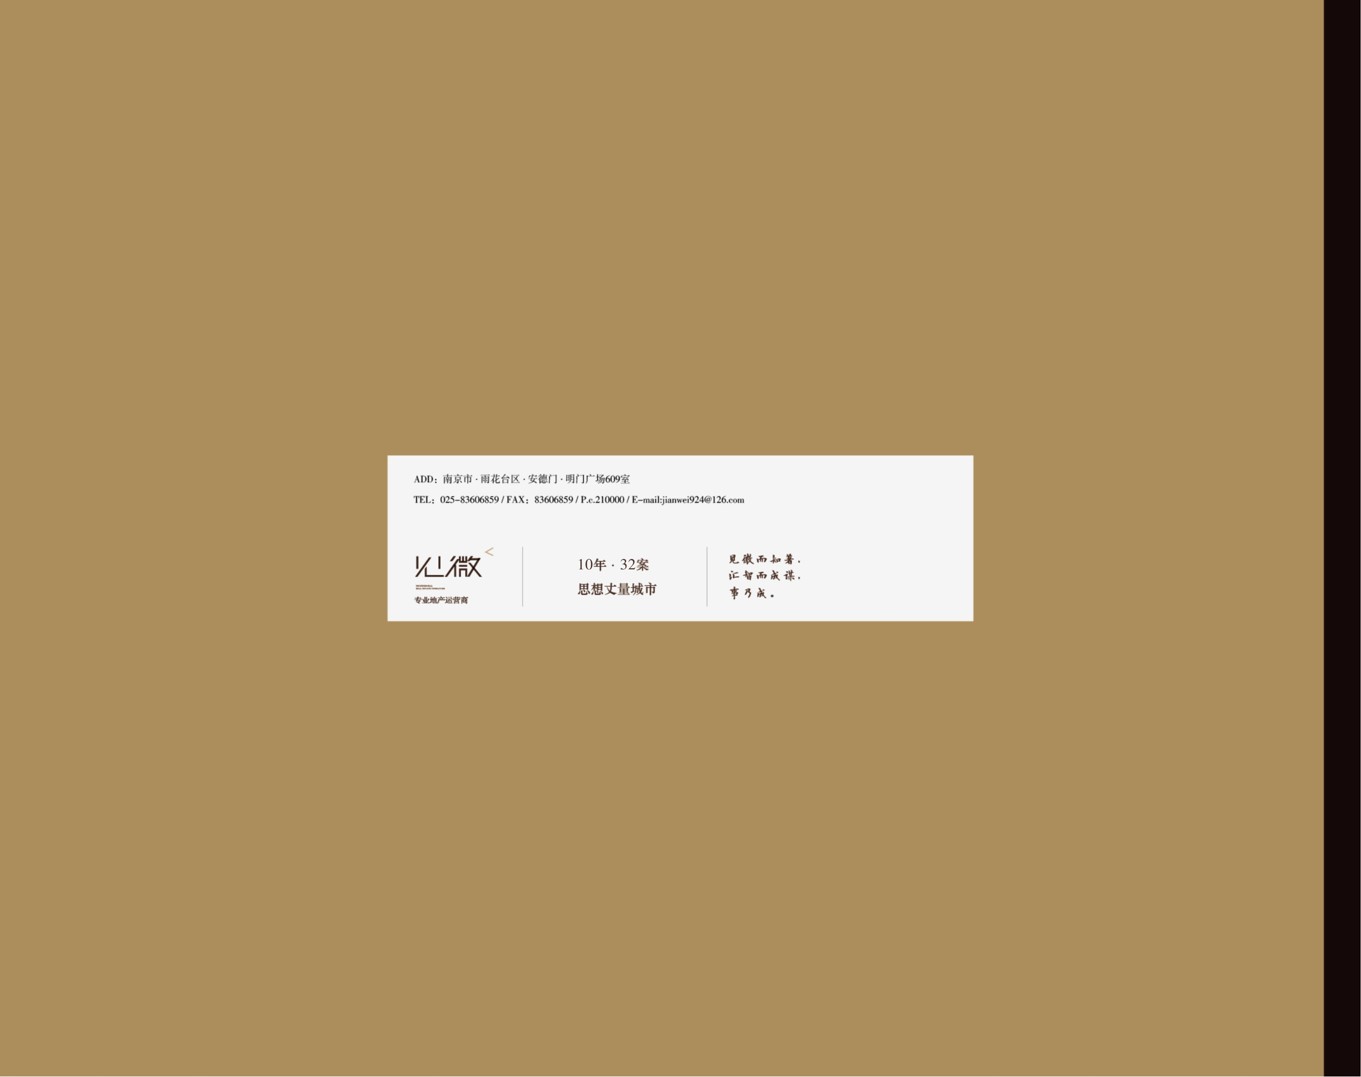 ADD：南京市 · 雨花台区 · 安德门 · 明门广场609室
TEL：025-83606859 / FAX：83606859 / P.c.210000 / E-mail:jianwei924@126.com
见微
专业地产运营商
10年 · 32案
思想丈量城市
见微而知著，
汇智而成谋，
事乃成。